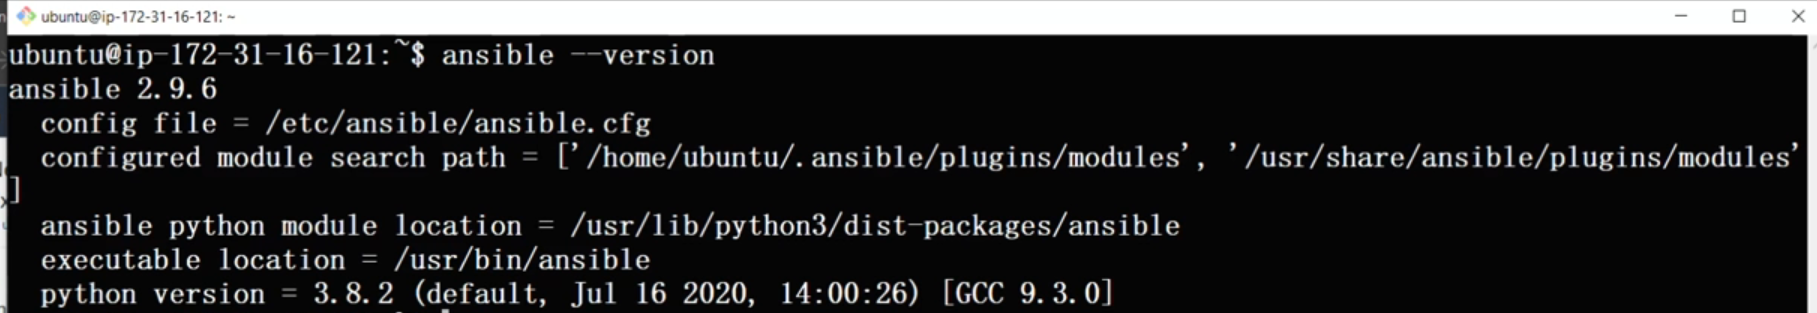 ubuntu@ip-172-31-16-121: ~
ubuntu@ip-172-31-16-121:~$ ansible --version
ansible 2.9.6
  config file = /etc/ansible/ansible.cfg
  configured module search path = ['/home/ubuntu/.ansible/plugins/modules', '/usr/share/ansible/plugins/modules'
]
  ansible python module location = /usr/lib/python3/dist-packages/ansible
  executable location = /usr/bin/ansible
  python version = 3.8.2 (default, Jul 16 2020, 14:00:26) [GCC 9.3.0]